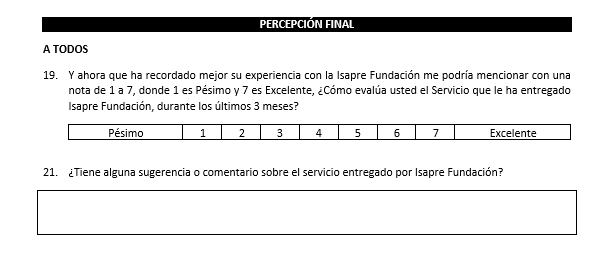 PERCEPCIÓN FINAL
A TODOS
19. Y ahora que ha recordado mejor su experiencia con la Isapre Fundación me podría mencionar con una
nota de 1 a 7, donde 1 es Pésimo y 7 es Excelente, ¿Cómo evalúa usted el Servicio que le ha entregado
Isapre Fundación, durante los últimos 3 meses?
Pésimo 1 2 3 4 5 6 7 Excelente
21. ¿Tiene alguna sugerencia o comentario sobre el servicio entregado por Isapre Fundación?